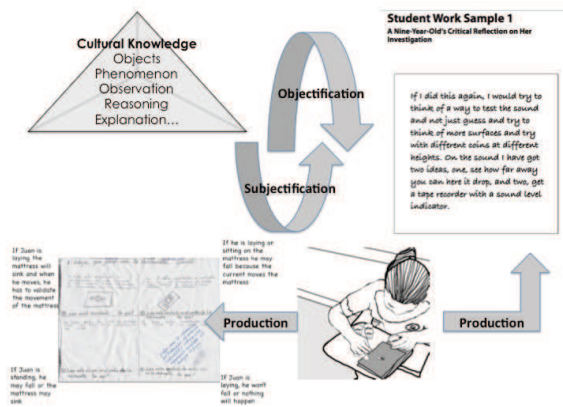 Cultural Knowledge
Objects
Phenomenon
Observation
Reasoning
Explanation...
Objectification
Subjectification
Student Work Sample 1
A Nine-Year-Old's Critical Reflection on Her
Investigation
If I did this again, I would try to
think of a way to test the sound
and not just guess and try to
think of more surfaces and try
with different coins at different
heights. On the sound I have got
two ideas, one, see how far away
you can here it drop, and two, get
a tape recorder with a sound level
indicator.
If Juan is
laying the
mattress will
sink and when
he moves, he
has to validate
the movement
of the mattress
If he is laying or
sitting on the
mattress he may
fall because the
current moves the
mattress
Production
Production
If Juan is
standing, he
may fall or the
mattress may
sink
If Juan is
laying, he won't
fall or nothing
will happen